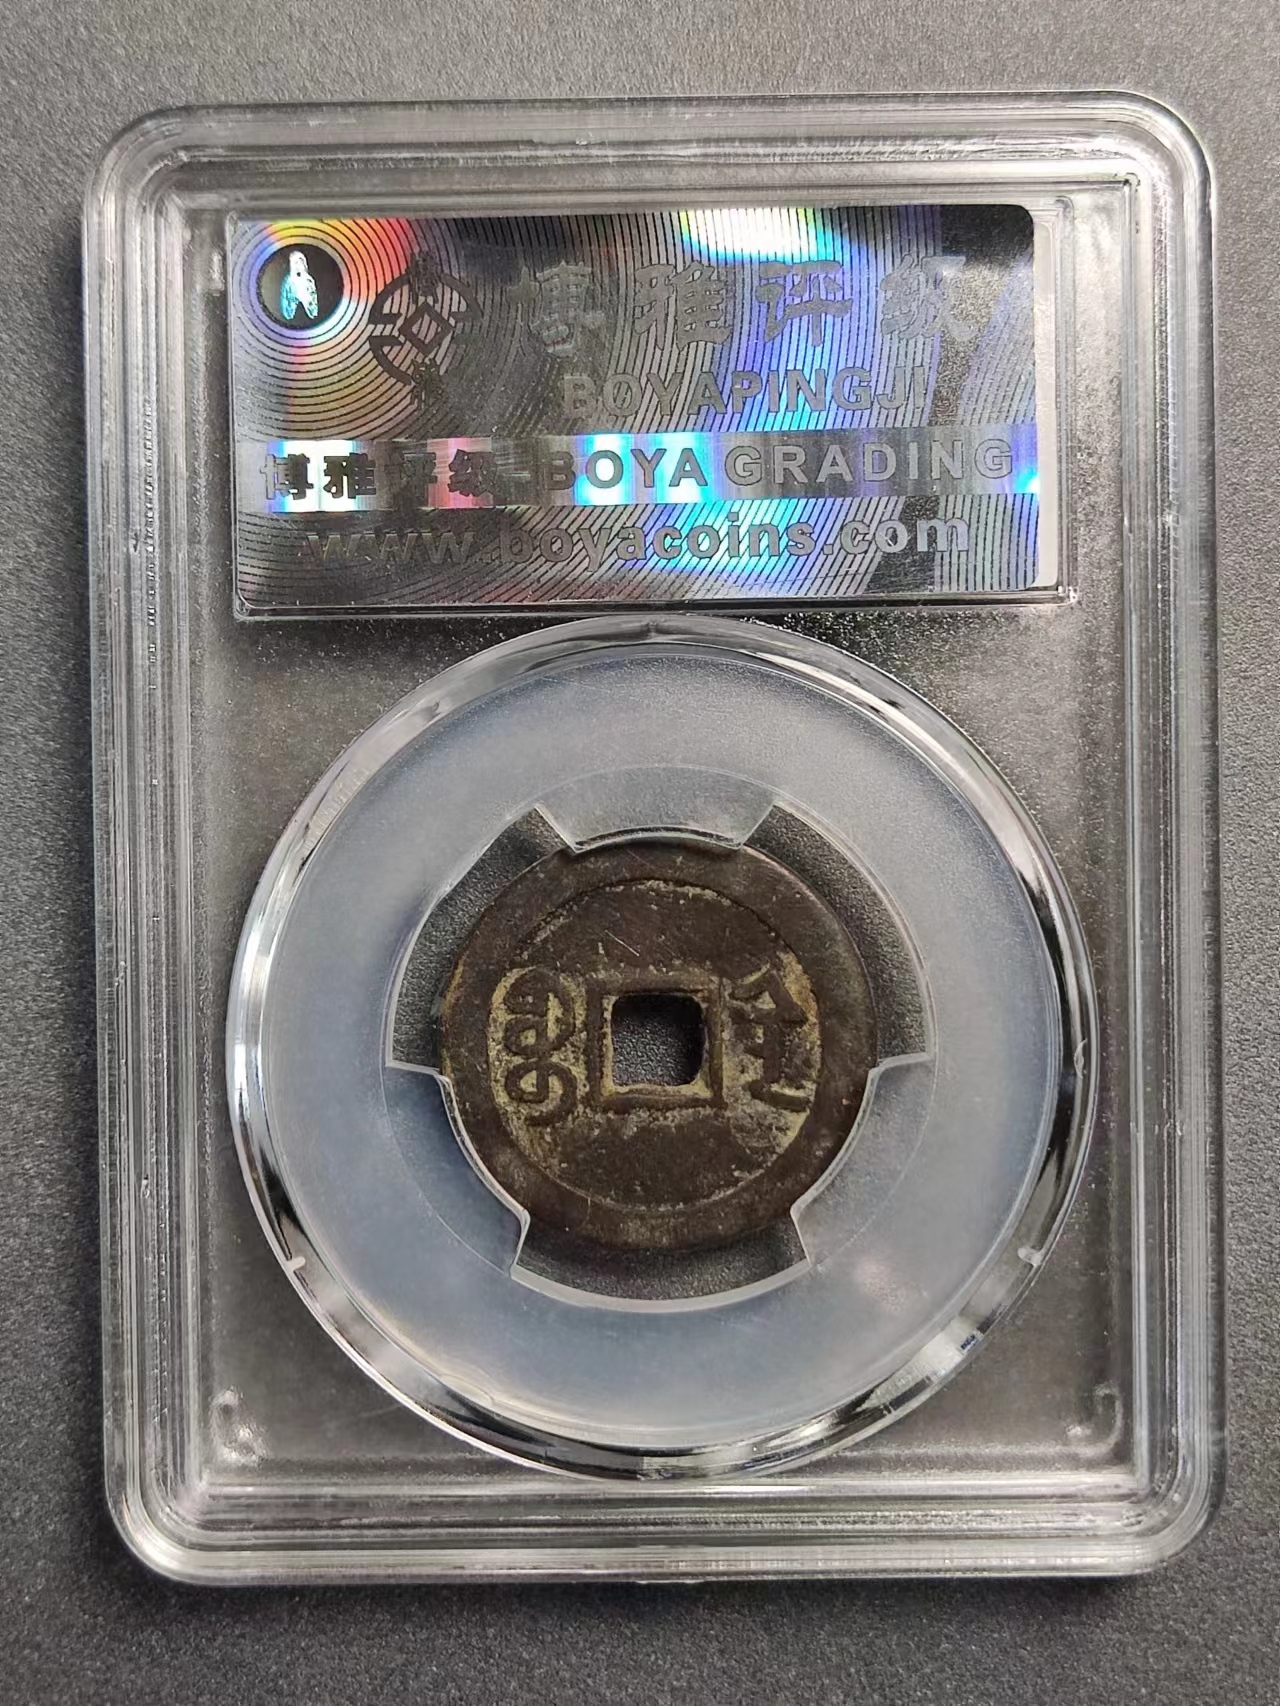 博雅评级
BOYAPINGJI
博雅评级 BOYA GRADING
www.boyacoins.com